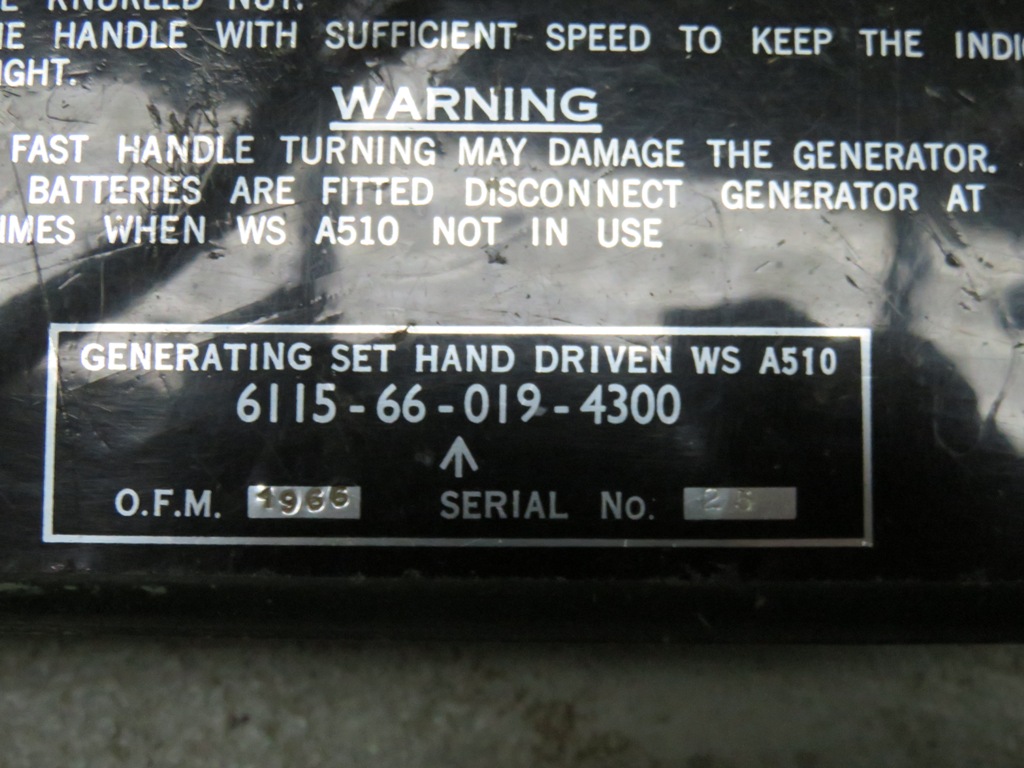 E KNURLED NUT.
HANDLE WITH SUFFICIENT SPEED TO KEEP THE INDI
IGHT.
WARNING
FAST HANDLE TURNING MAY DAMAGE THE GENERATOR.
BATTERIES ARE FITTED DISCONNECT GENERATOR AT
IMES WHEN WS A510 NOT IN USE
GENERATING SET HAND DRIVEN WS A510
6115-66-019-4300
O.F.M. 1966 SERIAL No.